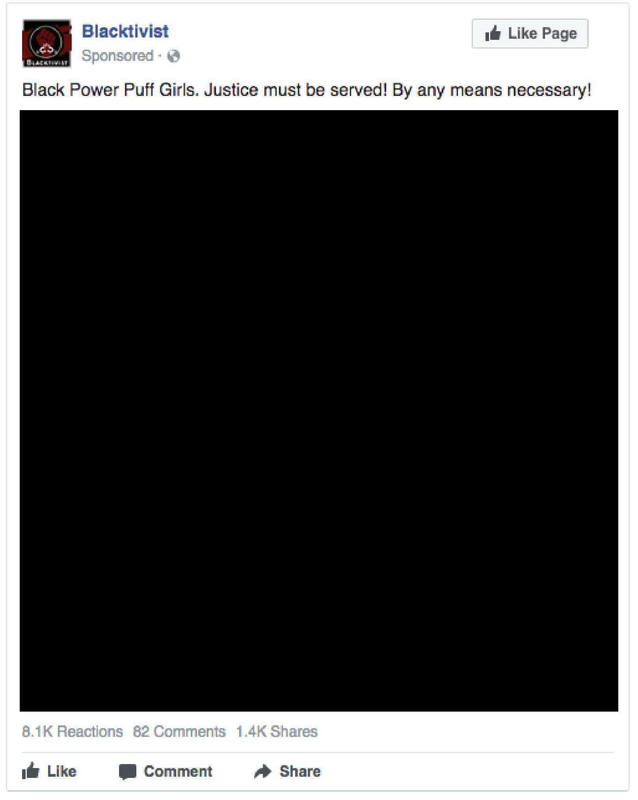 Blacktivist
Like Page
Sponsored ·
BLACKTIVIST
Black Power Puff Girls. Justice must be served! By any means necessary!
8.1K Reactions 82 Comments 1.4K Shares
Like Comment Share